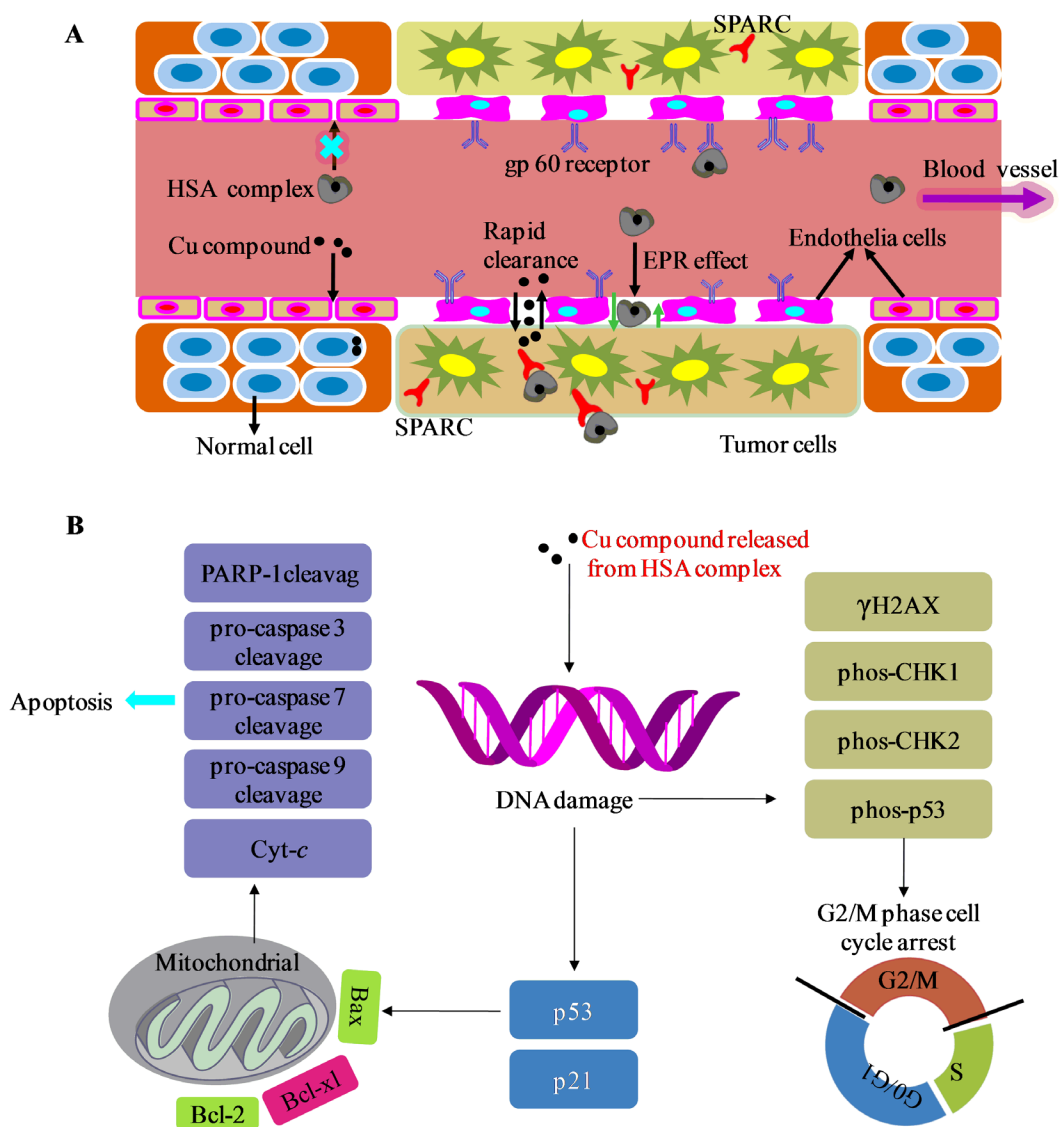 A
SPARC
gp 60 receptor
HSA complex
Blood vessel
Cu compound
Rapid
clearance
EPR effect
Endothelia cells
SPARC
Normal cell
Tumor cells
B
Cu compound released
from HSA complex
PARP-1cleavag
pro-caspase 3
cleavage
Apoptosis
pro-caspase 7
cleavage
pro-caspase 9
cleavage
Cyt-c
γH2AX
phos-CHK1
phos-CHK2
DNA damage
phos-p53
G2/M phase cell
cycle arrest
Mitochondrial
Bax
Bcl-xl
Bcl-2
p53
p21
G2/M
S
G0/G1